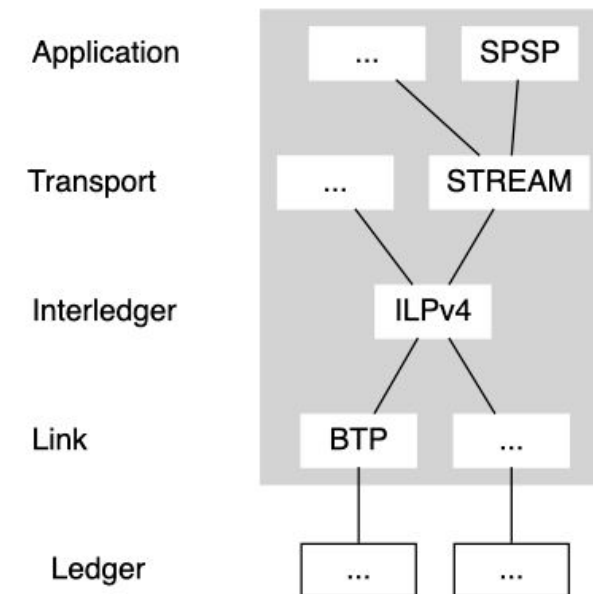 Application ... SPSP
Transport ... STREAM
Interledger ILPv4
Link BTP ...
Ledger ... ...